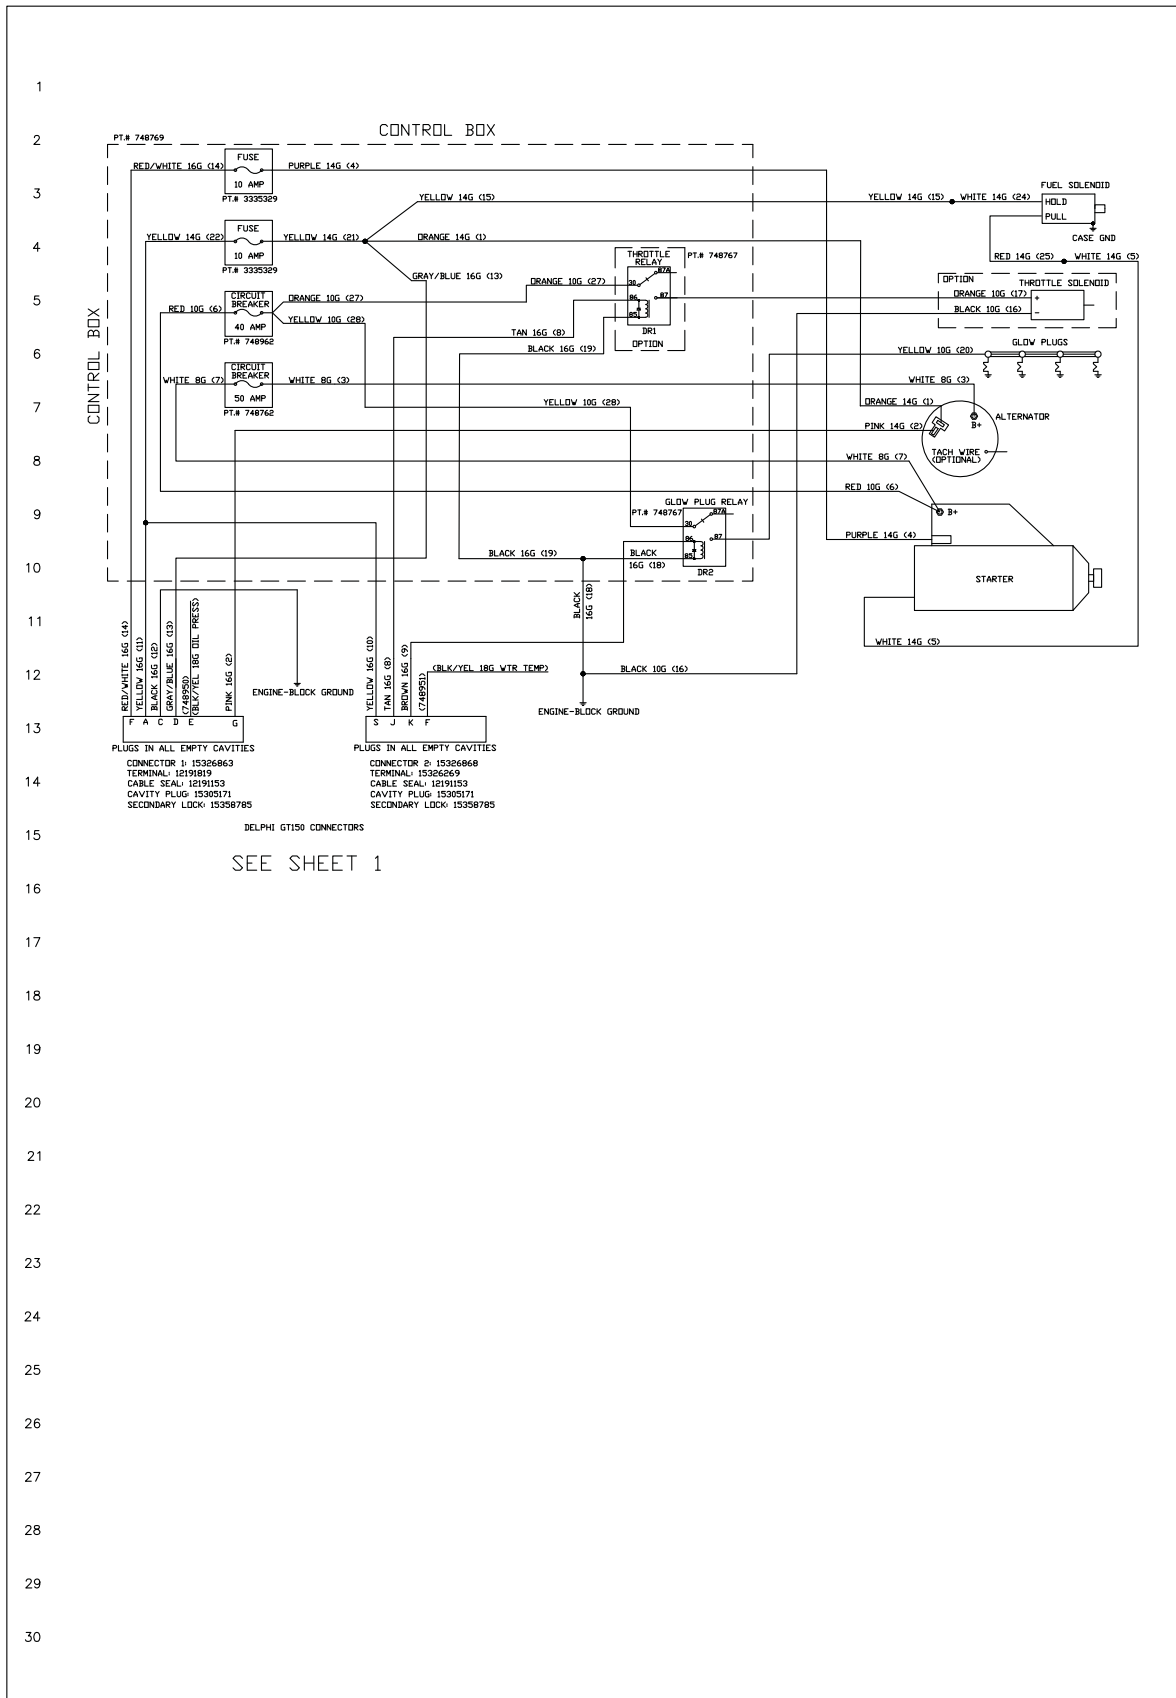 1
2
3
4
5
6
7
8
9
10
11
12
13
14
15
16
17
18
19
20
21
22
23
24
25
26
27
28
29
30
PT.# 748769
CONTROL BOX
CONTROL BOX
RED/WHITE 16G (14)
FUSE
10 AMP
PT.# 3335329
PURPLE 14G (4)
YELLOW 14G (15)
YELLOW 14G (15)
WHITE 14G (24)
FUEL SOLENOID
HOLD
PULL
CASE GND
YELLOW 14G (22)
FUSE
10 AMP
PT.# 3335329
YELLOW 14G (21)
ORANGE 14G (1)
GRAY/BLUE 16G (13)
THROTTLE
RELAY
PT.# 748767
87A
30
86
87
85
DR1
OPTION
RED 14G (25)
WHITE 14G (5)
OPTION
THROTTLE SOLENOID
ORANGE 10G (17)
+
BLACK 10G (16)
-
RED 10G (6)
CIRCUIT
BREAKER
40 AMP
PT.# 748962
ORANGE 10G (27)
ORANGE 10G (27)
YELLOW 10G (28)
TAN 16G (8)
BLACK 16G (19)
YELLOW 10G (20)
GLOW PLUGS
WHITE 8G (7)
CIRCUIT
BREAKER
50 AMP
PT.# 748762
WHITE 8G (3)
WHITE 8G (3)
YELLOW 10G (28)
ORANGE 14G (1)
PINK 14G (2)
B+
ALTERNATOR
TACH WIRE
(OPTIONAL)
WHITE 8G (7)
RED 10G (6)
GLOW PLUG RELAY
PT.# 748767
87A
30
86
87
85
DR2
B+
PURPLE 14G (4)
STARTER
BLACK 16G (19)
BLACK
16G (18)
BLACK
16G (18)
WHITE 14G (5)
BLACK 10G (16)
ENGINE-BLOCK GROUND
ENGINE-BLOCK GROUND
RED/WHITE 16G (14)
YELLOW 16G (11)
BLACK 16G (12)
GRAY/BLUE 16G (13)
(748950)
(BLK/YEL 18G OIL PRESS)
PINK 16G (2)
F A C D E G
PLUGS IN ALL EMPTY CAVITIES
CONNECTOR 1: 15326863
TERMINAL: 12191819
CABLE SEAL: 12191153
CAVITY PLUG: 15305171
SECONDARY LOCK: 15358785
YELLOW 16G (10)
TAN 16G (8)
BROWN 16G (9)
(748951)
(BLK/YEL 18G WTR TEMP)
S J K F
PLUGS IN ALL EMPTY CAVITIES
CONNECTOR 2: 15326868
TERMINAL: 15326269
CABLE SEAL: 12191153
CAVITY PLUG: 15305171
SECONDARY LOCK: 15358785
DELPHI GT150 CONNECTORS
SEE SHEET 1